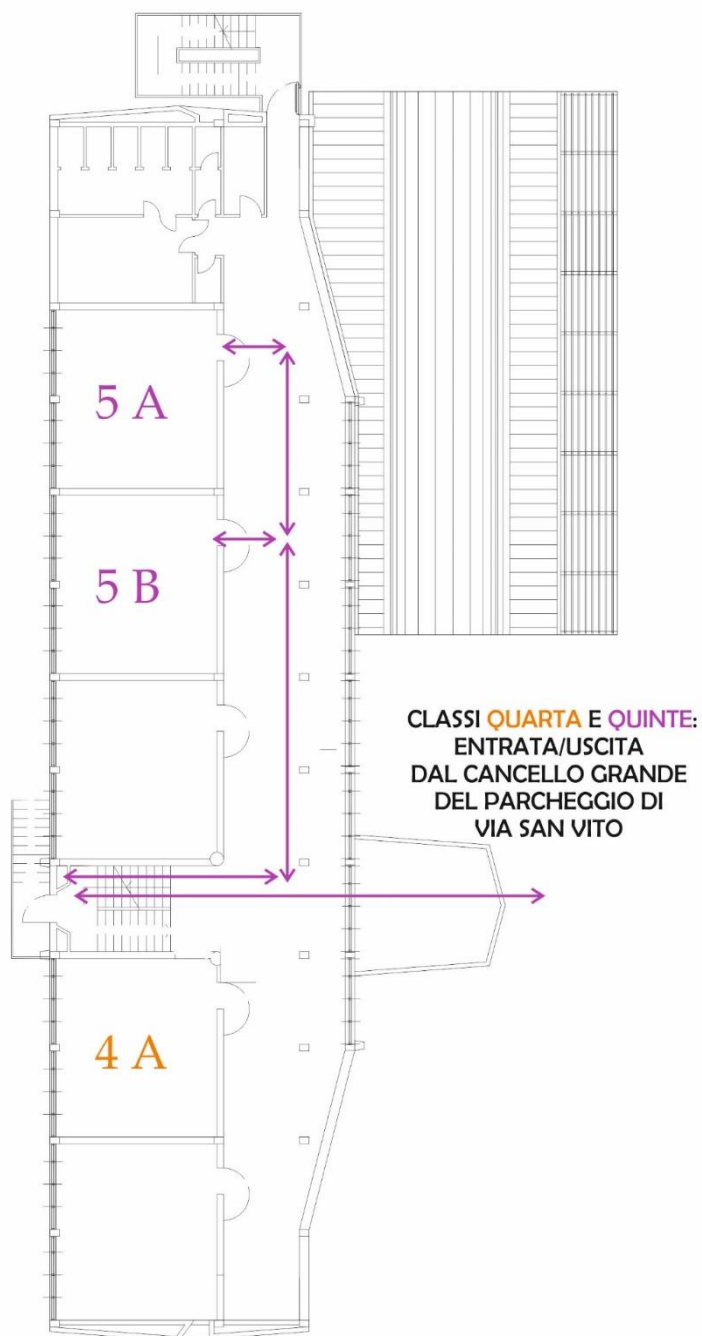 5 A
5 B
CLASSI QUARTA E QUINTE:
ENTRATA/USCITA
DAL CANCELLO GRANDE
DEL PARCHEGGIO DI
VIA SAN VITO
4 A